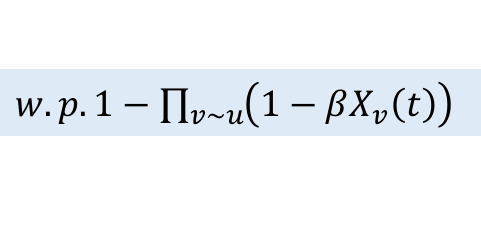 w.p. 1 − ∏_{v~u}(1 − βX_v(t))